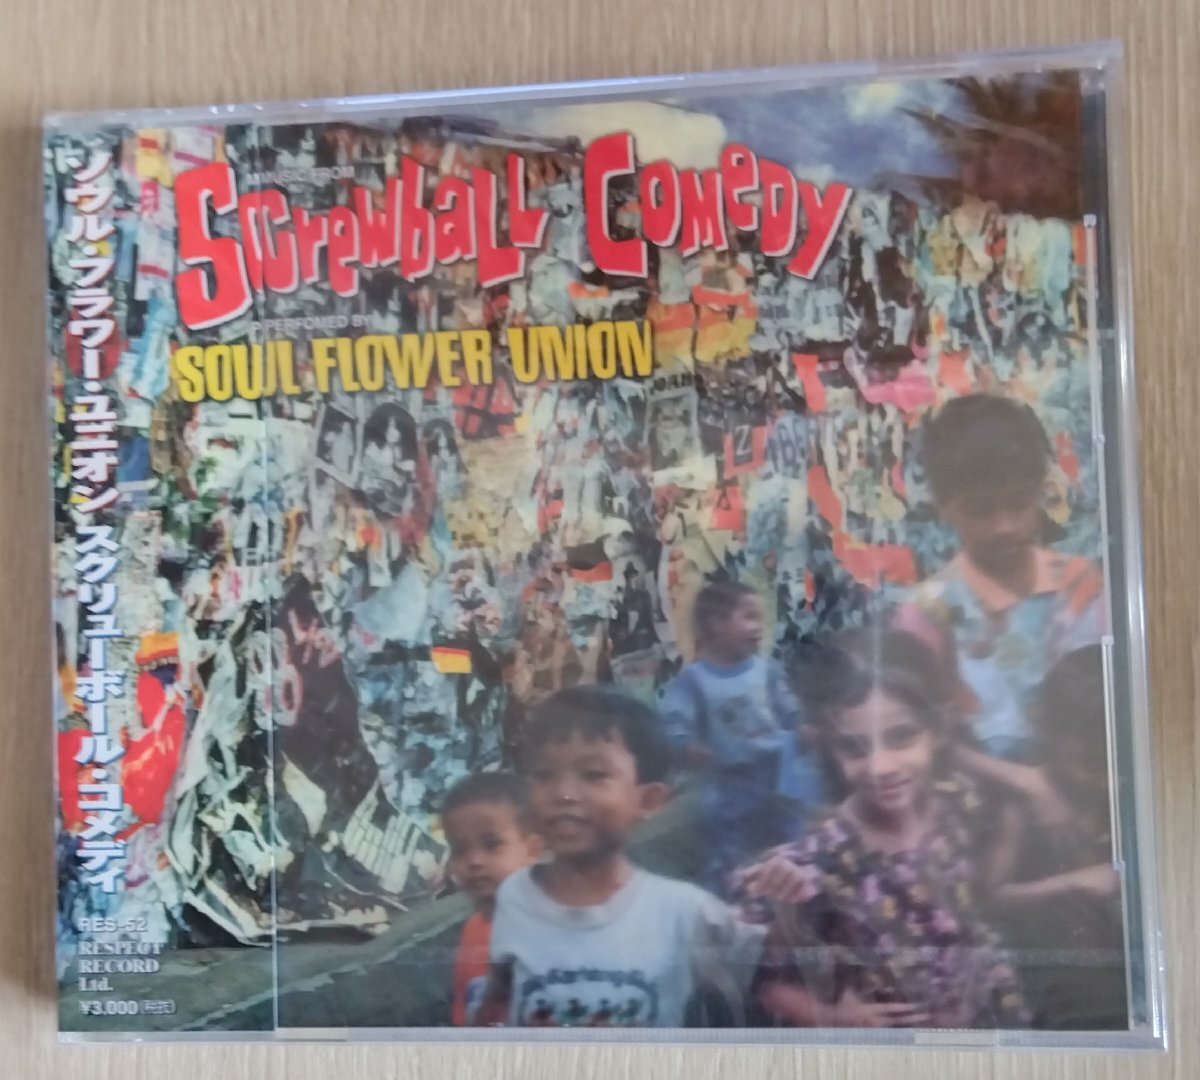 ソウル・フラワー・ユニオン スクリューボール・コメディ
MUSIC FROM
Screwball Comedy
PERFOMED BY
SOUL FLOWER UNION
RES-52
RESPECT
RECORD
Ltd.
¥3,000(税抜)